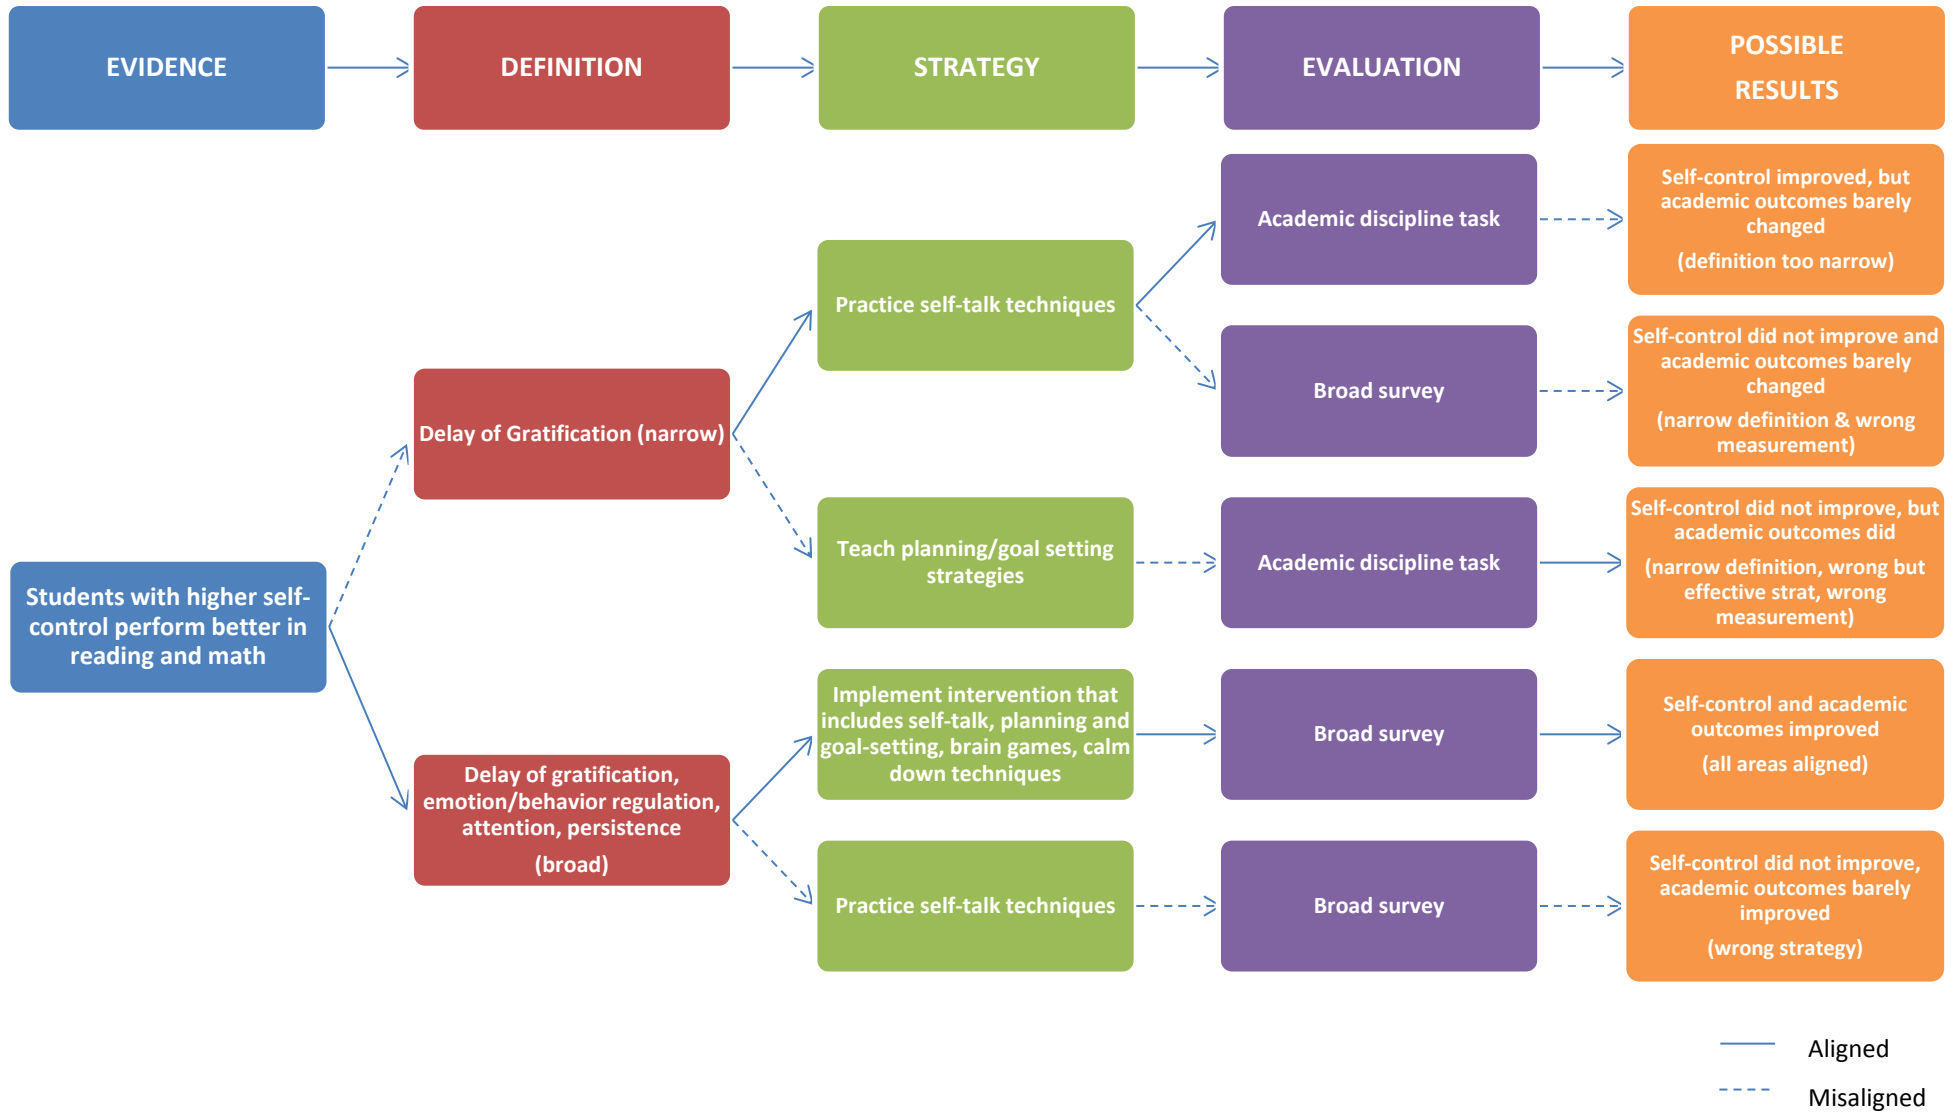 EVIDENCE
DEFINITION
STRATEGY
EVALUATION
POSSIBLE
RESULTS
Self-control improved, but
academic outcomes barely
changed
(definition too narrow)
Academic discipline task
Practice self-talk techniques
Self-control did not improve and
academic outcomes barely
changed
(narrow definition & wrong
measurement)
Broad survey
Delay of Gratification (narrow)
Self-control did not improve, but
academic outcomes did
(narrow definition, wrong but
effective strat, wrong
measurement)
Teach planning/goal setting
strategies
Academic discipline task
Students with higher self-
control perform better in
reading and math
Implement intervention that
includes self-talk, planning and
goal-setting, brain games, calm
down techniques
Broad survey
Self-control and academic
outcomes improved
(all areas aligned)
Delay of gratification,
emotion/behavior regulation,
attention, persistence
(broad)
Practice self-talk techniques
Broad survey
Self-control did not improve,
academic outcomes barely
improved
(wrong strategy)
Aligned
Misaligned